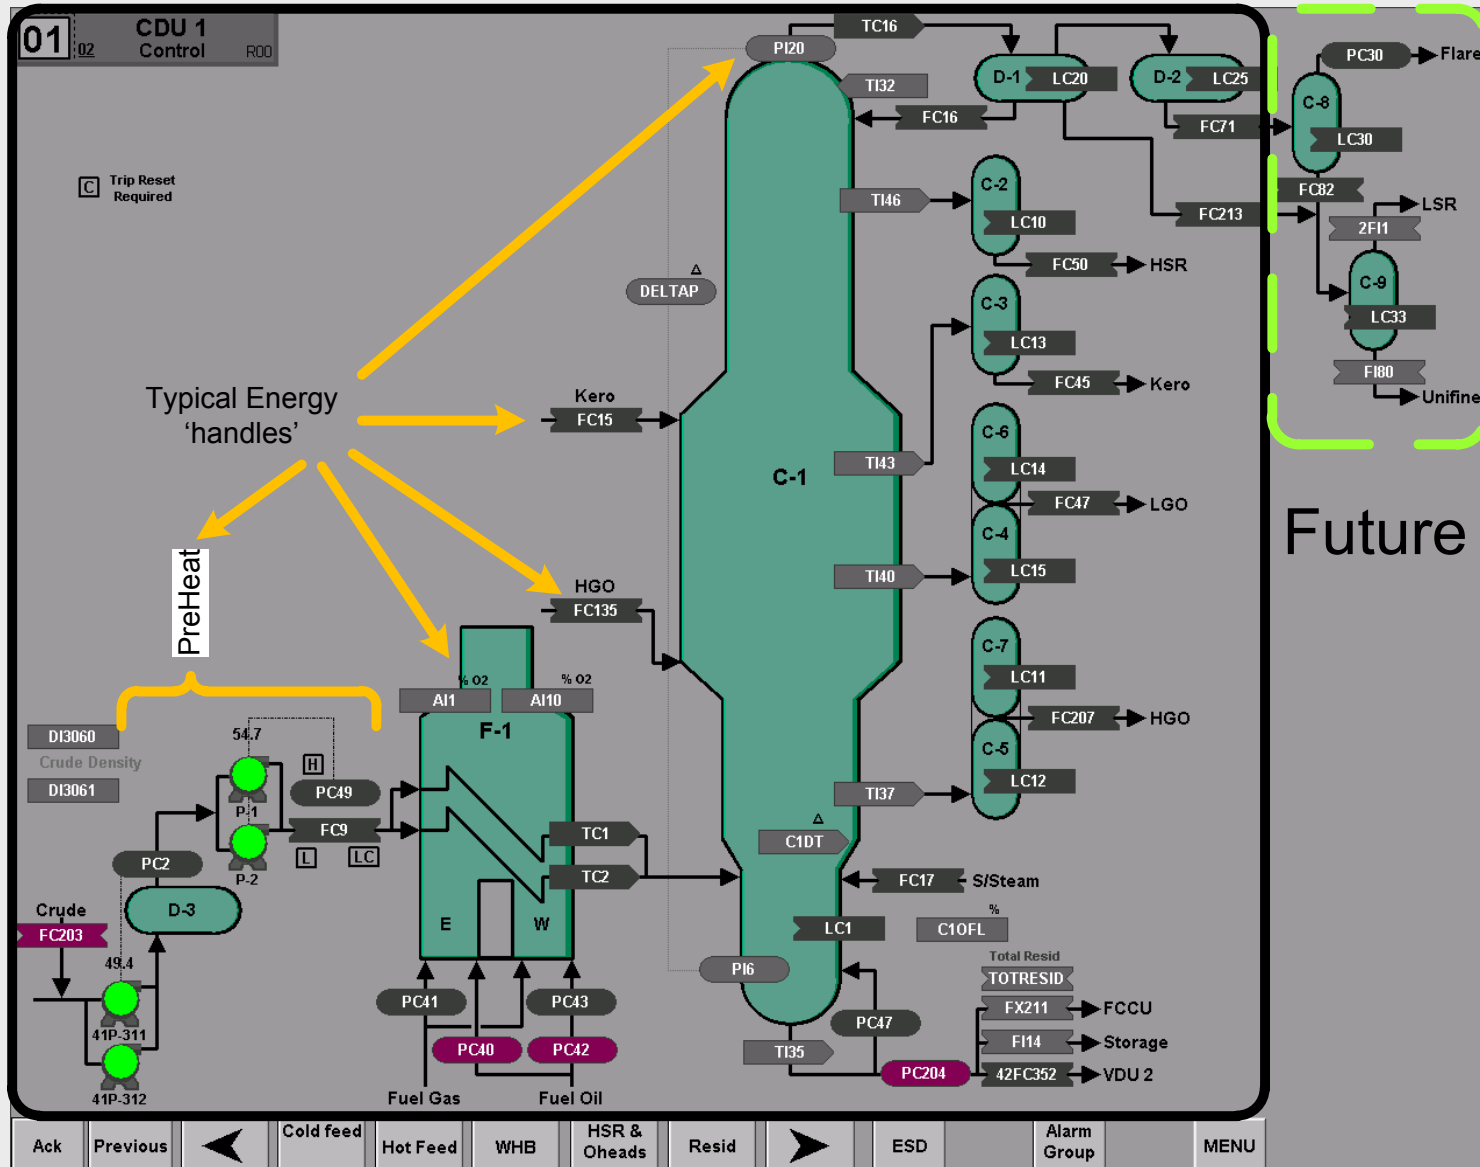 01
02
CDU 1
Control
R00
PI20
TC16
TI32
D-1
LC20
D-2
LC25
FC16
FC71
PC30
Flare
C-8
LC30
FC82
LSR
2FI1
C-9
LC33
FI80
Unifine
Future
C
Trip Reset
Required
TI46
C-2
LC10
FC213
FC50
HSR
DELTAP
Δ
C-3
LC13
FC45
Kero
Typical Energy
‘handles’
Kero
FC15
C-1
TI43
C-6
LC14
FC47
LGO
C-4
LC15
TI40
PreHeat
HGO
FC135
C-7
LC11
FC207
HGO
C-5
LC12
TI37
% O2
AI1
% O2
AI10
F-1
DI3060
Crude Density
DI3061
54.7
P-1
H
PC49
FC9
L
LC
P-2
PC2
D-3
Crude
FC203
49.4
41P-311
41P-312
TC1
TC2
E
W
Δ
C1DT
FC17
S/Steam
LC1
%
C1OFL
PI6
Total Resid
TOTRESID
FX211
FCCU
FI14
Storage
42FC352
VDU 2
PC47
TI35
PC204
PC41
PC43
PC40
PC42
Fuel Gas
Fuel Oil
Ack
Previous
Cold feed
Hot Feed
WHB
HSR &
Oheads
Resid
ESD
Alarm
Group
MENU